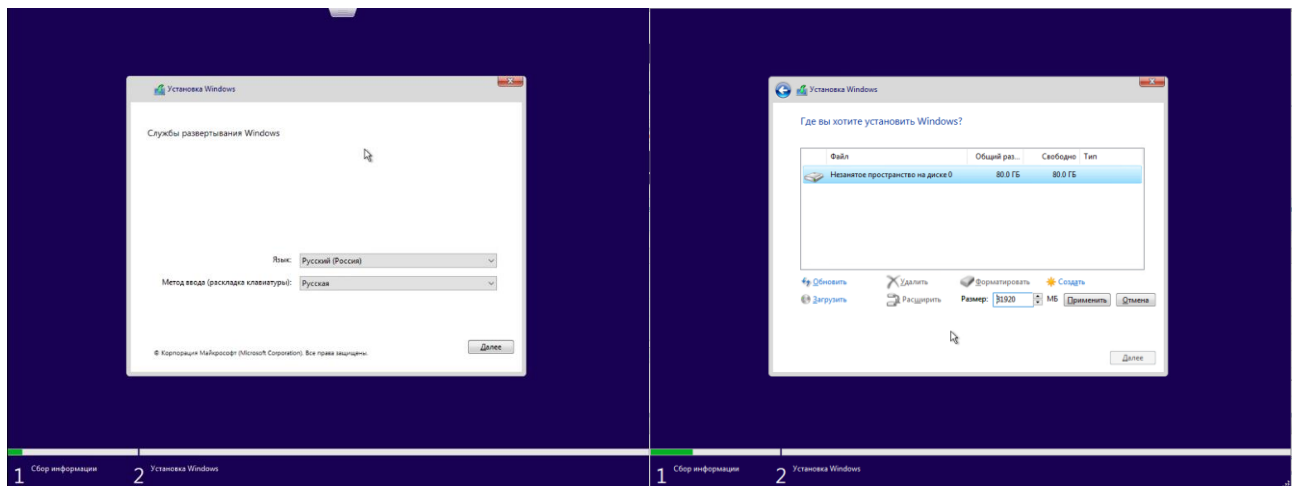 Установка Windows
Службы развертывания Windows
Язык: Русский (Россия)
Метод ввода (раскладка клавиатуры): Русская
© Корпорация Майкрософт (Microsoft Corporation). Все права защищены.
Далее
1 Сбор информации 2 Установка Windows
Установка Windows
Где вы хотите установить Windows?
Файл Общий раз... Свободно Тип
Незанятое пространство на диске 0 80.0 ГБ 80.0 ГБ
Обновить Удалить Форматировать Создать
Загрузить Расширить Размер: 81920 МБ Применить Отмена
Далее
1 Сбор информации 2 Установка Windows